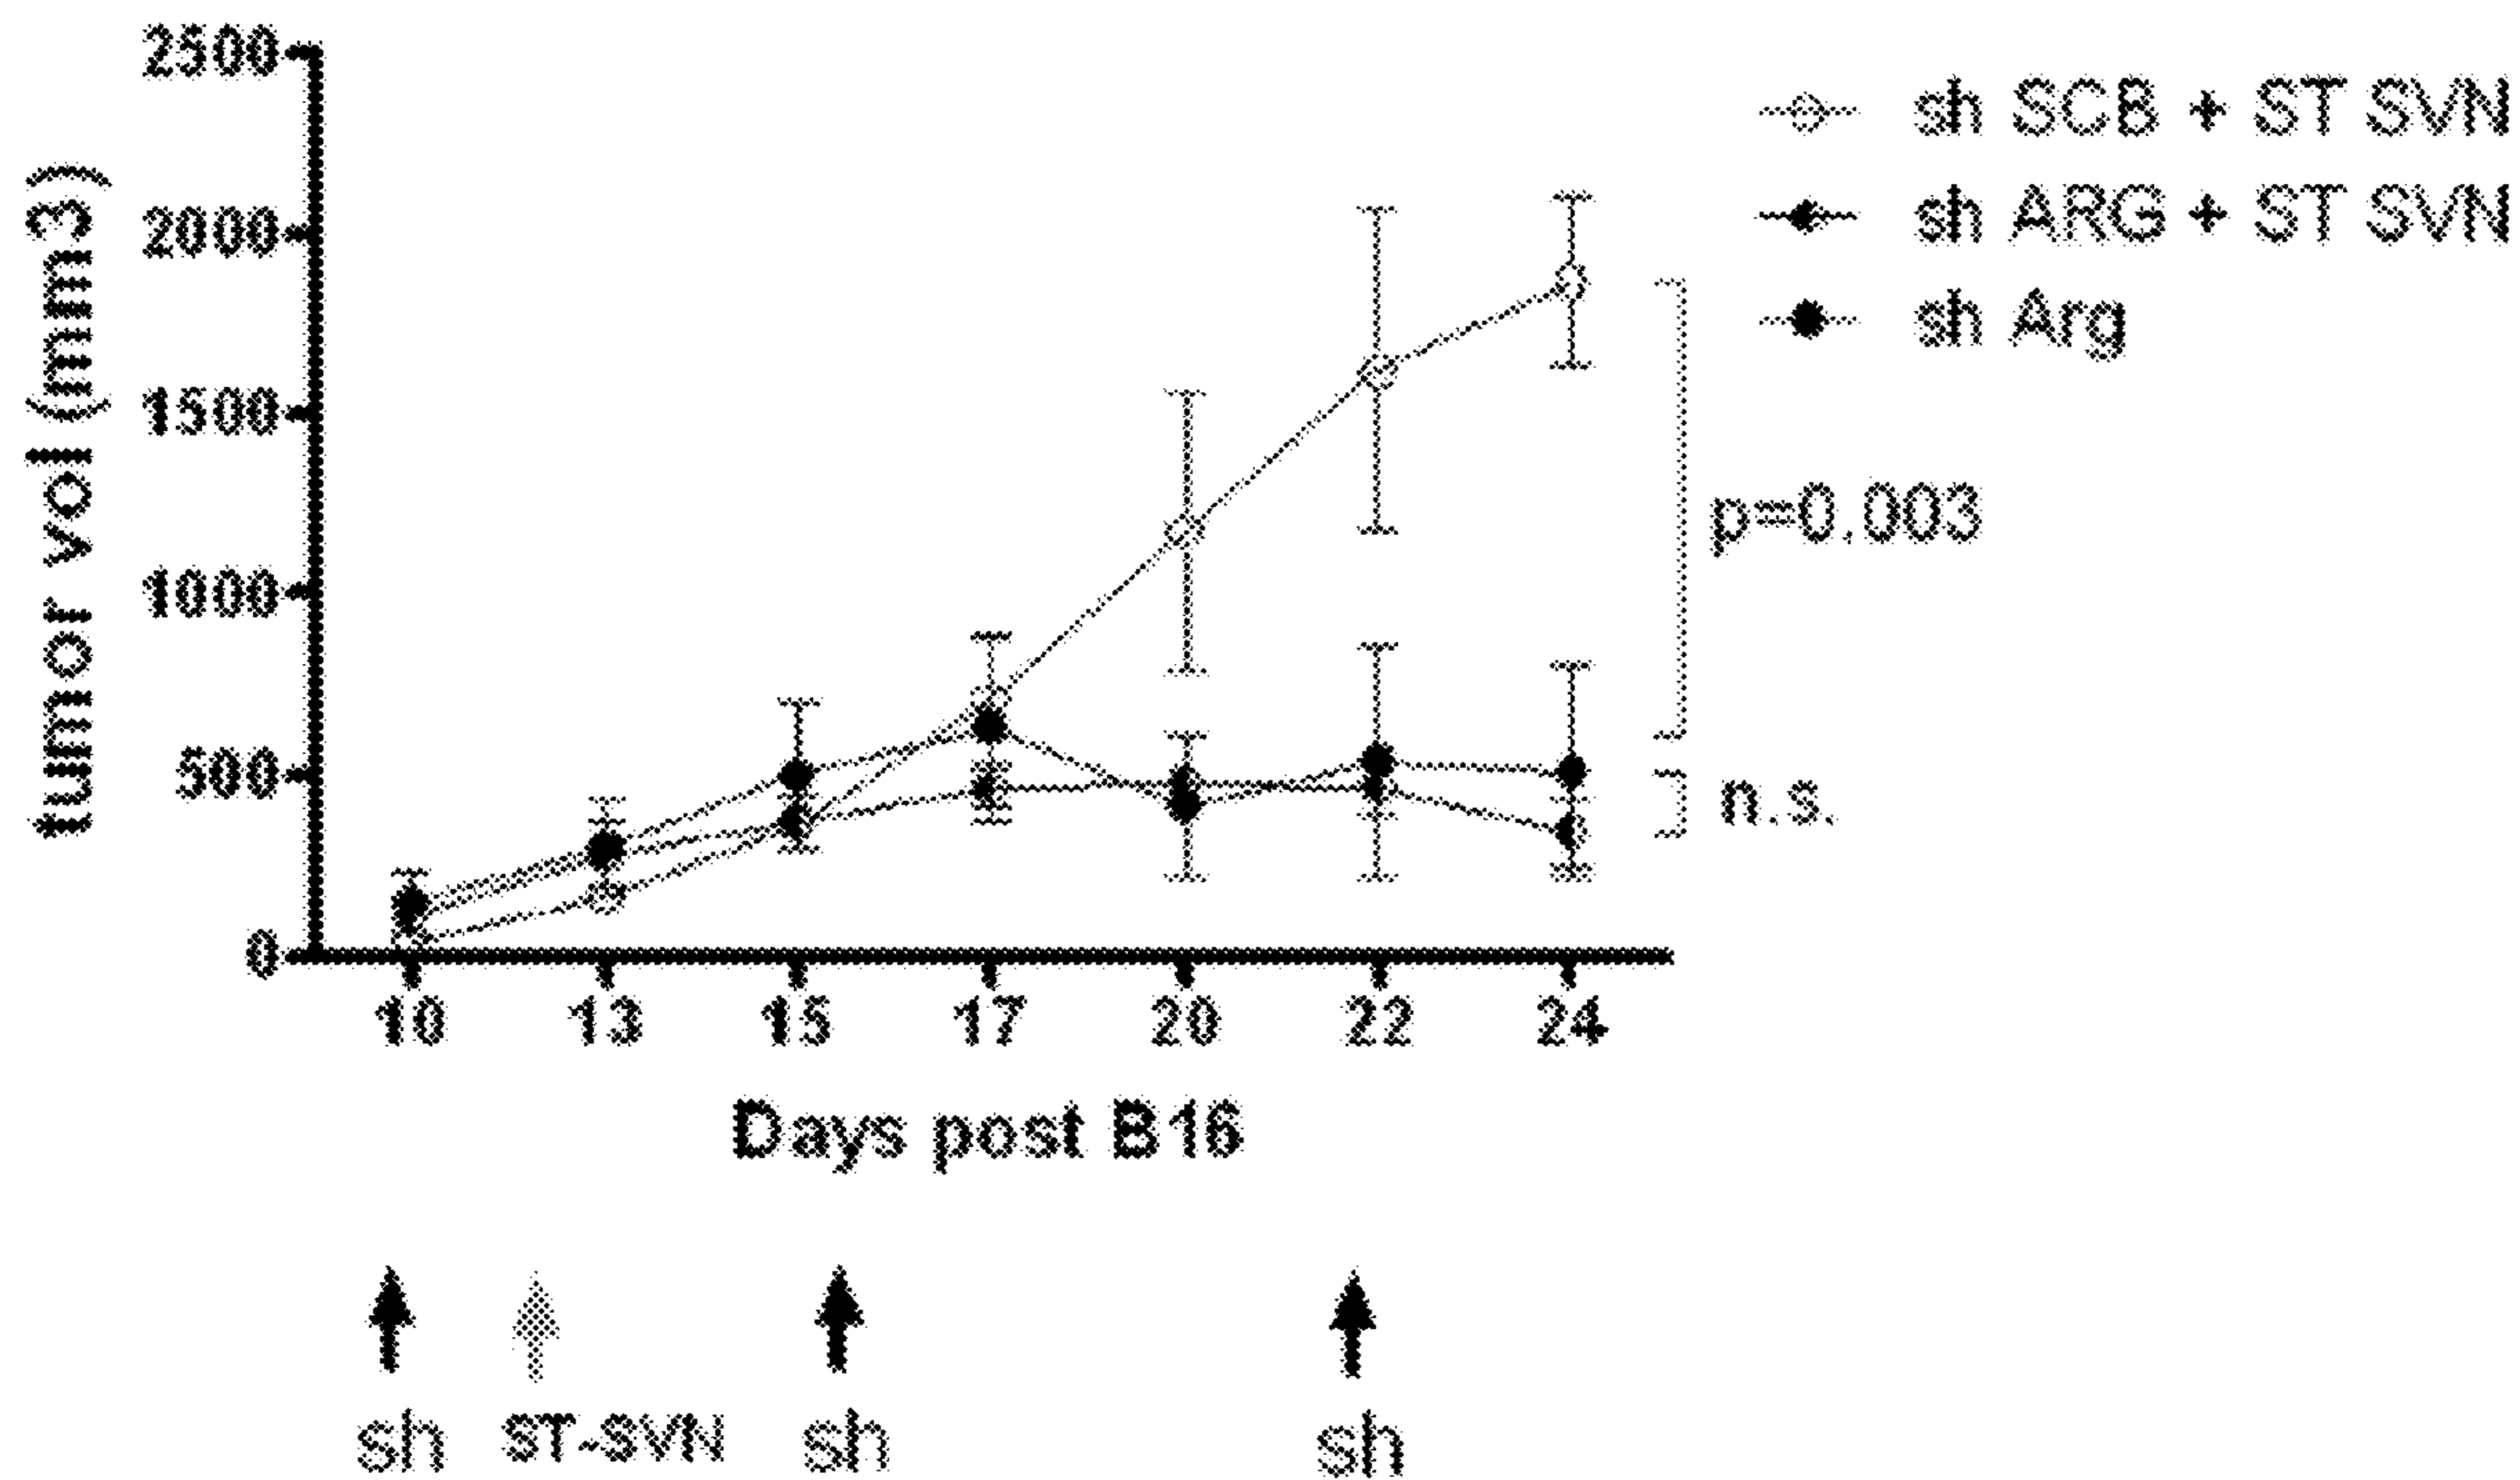 tumor vol (mm3)
2500
2000
1500
1000
500
0
10 13 15 17 20 22 24
Days post B16
sh SCB + ST SVN
sh ARG + ST SVN
sh Arg
p=0.003
n.s.
sh ST-SVN sh sh